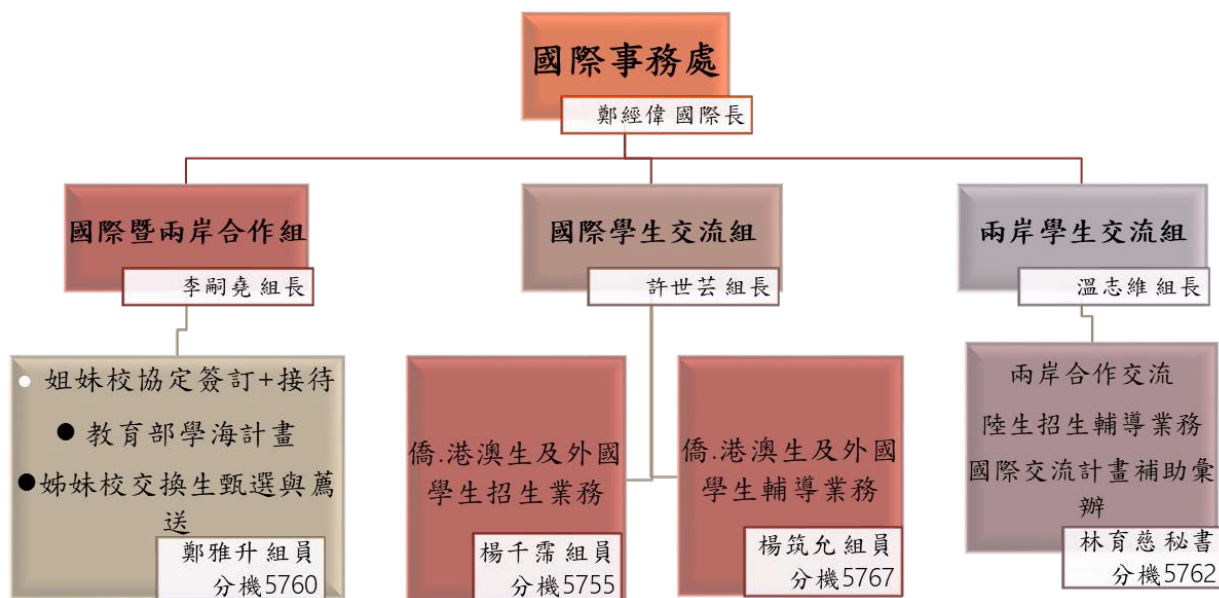 國際事務處
鄭經偉 國際長
國際暨兩岸合作組
李嗣堯 組長
國際學生交流組
許世芸 組長
兩岸學生交流組
溫志維 組長
• 姐妹校協定簽訂+接待
● 教育部學海計畫
●姊妹校交換生甄選與薦
送
鄭雅升 組員
分機5760
僑.港澳生及外國
學生招生業務
楊千霈 組員
分機5755
僑.港澳生及外國
學生輔導業務
楊筑允 組員
分機5767
兩岸合作交流
陸生招生輔導業務
國際交流計畫補助彙
辦
林育慈 秘書
分機5762